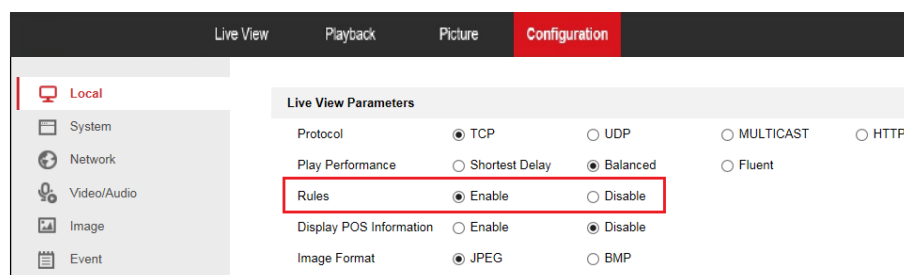 Live View Playback Picture Configuration
Local
System
Network
Video/Audio
Image
Event
Live View Parameters
Protocol TCP UDP MULTICAST HTTP
Play Performance Shortest Delay Balanced Fluent
Rules Enable Disable
Display POS Information Enable Disable
Image Format JPEG BMP